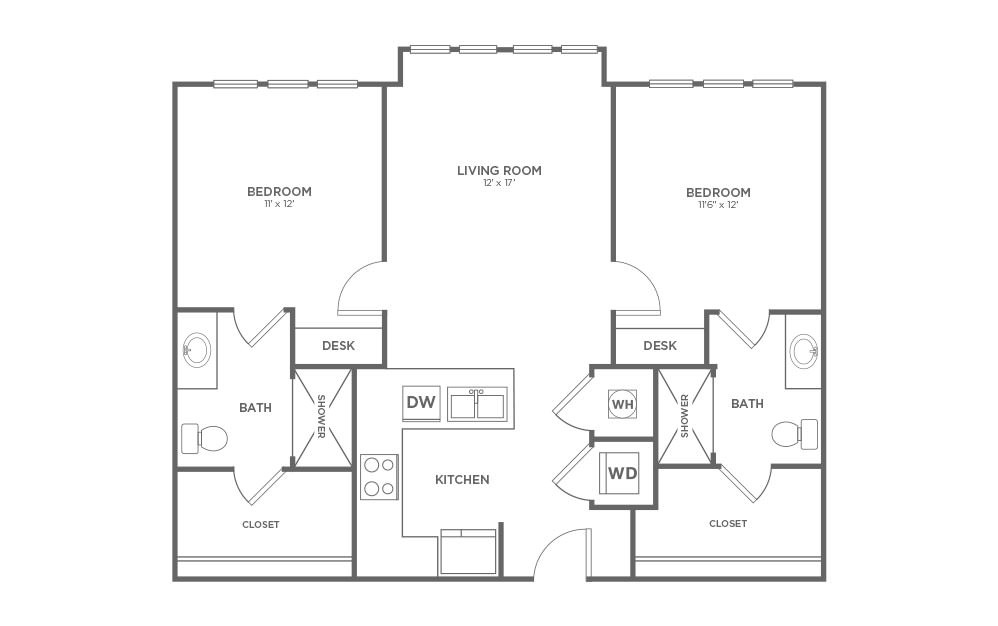 LIVING ROOM
12' x 17'
BEDROOM
11' x 12'
BEDROOM
11'6" x 12'
DESK
DESK
DW
WH
BATH
BATH
SHOWER
SHOWER
WD
KITCHEN
CLOSET
CLOSET